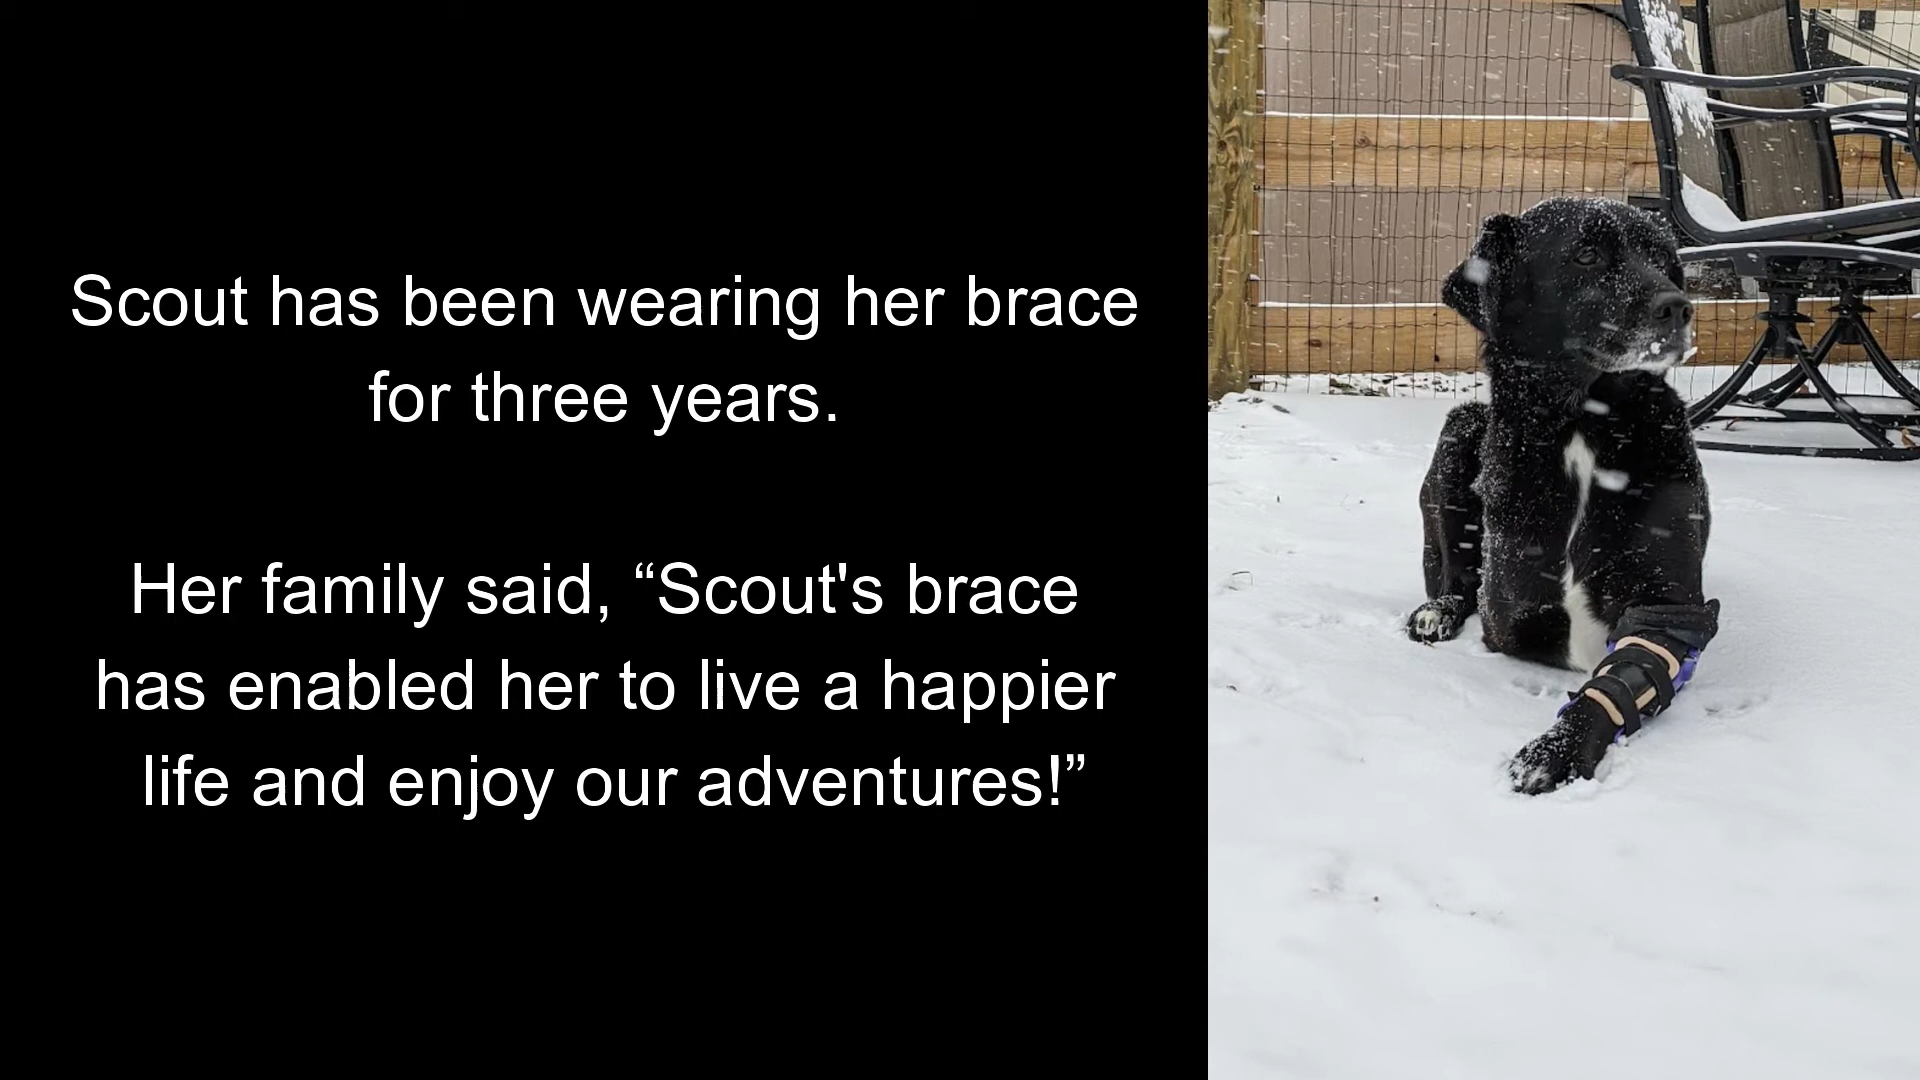 Scout has been wearing her brace
for three years.
Her family said, “Scout's brace
has enabled her to live a happier
life and enjoy our adventures!”